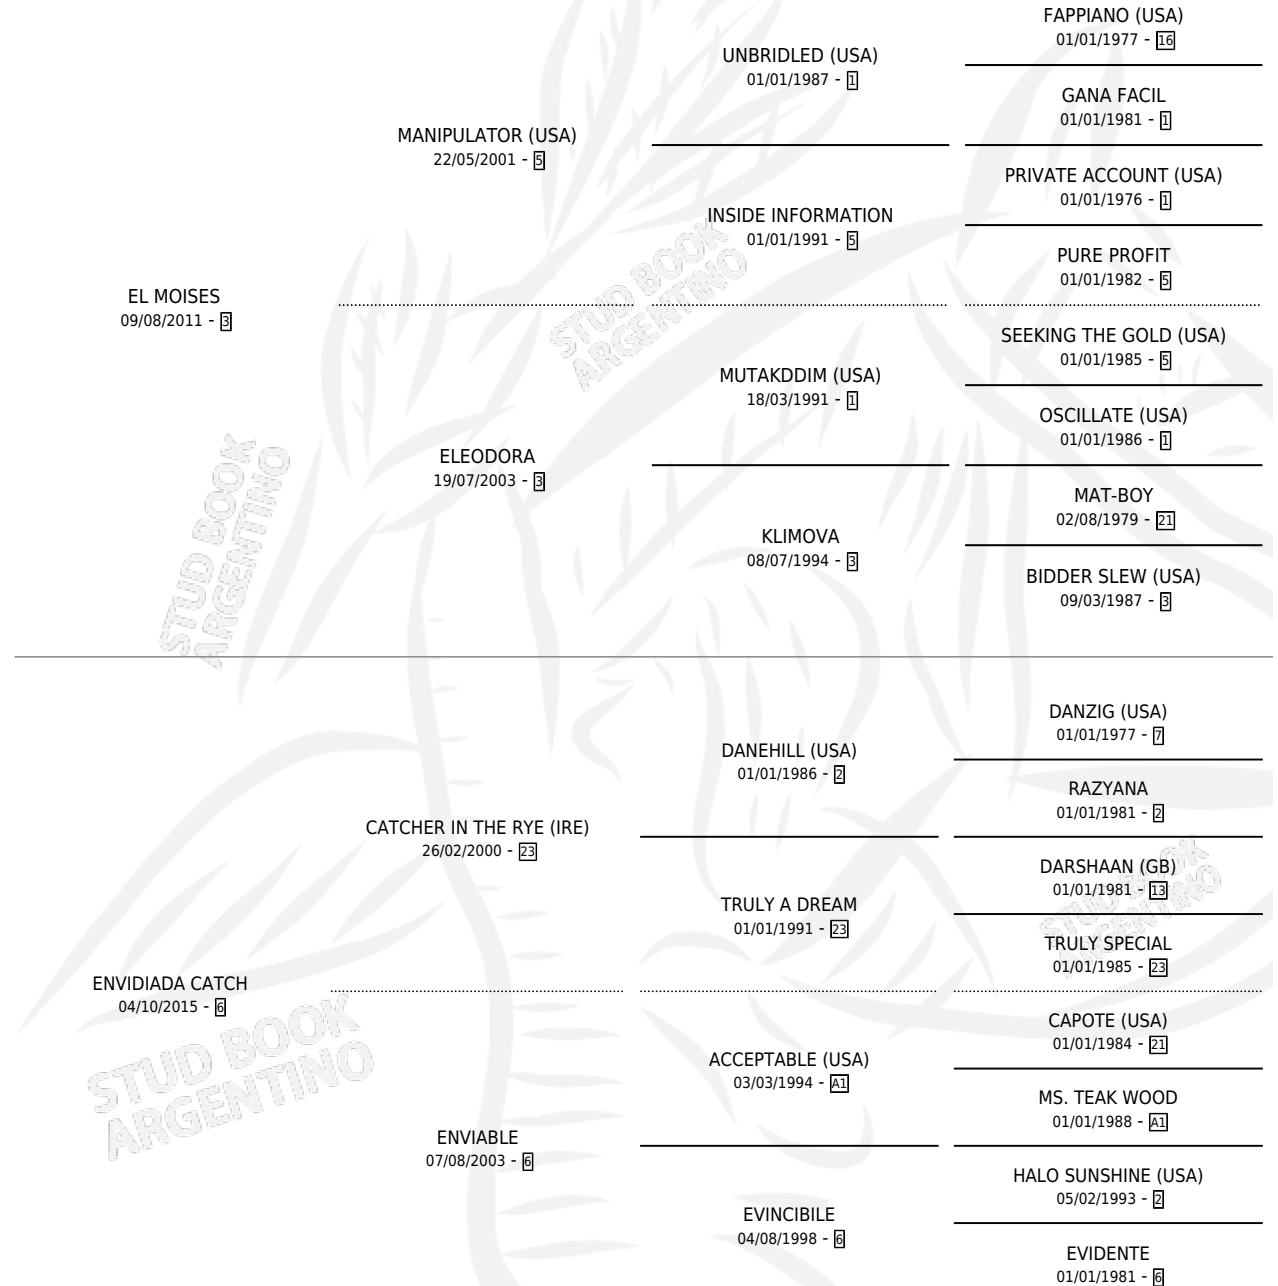 FAPPIANO (USA)
01/01/1977 - 16
UNBRIDLED (USA)
01/01/1987 - 1
GANA FACIL
01/01/1981 - 1
MANIPULATOR (USA)
22/05/2001 - 5
PRIVATE ACCOUNT (USA)
01/01/1976 - 1
INSIDE INFORMATION
01/01/1991 - 5
PURE PROFIT
01/01/1982 - 5
EL MOISES
09/08/2011 - 3
SEEKING THE GOLD (USA)
01/01/1985 - 5
MUTAKDDIM (USA)
18/03/1991 - 1
OSCILLATE (USA)
01/01/1986 - 1
ELEODORA
19/07/2003 - 3
MAT-BOY
02/08/1979 - 21
KLIMOVA
08/07/1994 - 3
BIDDER SLEW (USA)
09/03/1987 - 3
STUD BOOK
ARGENTINO
STUD BOOK
ARGENTINO
DANZIG (USA)
01/01/1977 - 7
DANEHILL (USA)
01/01/1986 - 2
RAZYANA
01/01/1981 - 2
CATCHER IN THE RYE (IRE)
26/02/2000 - 23
DARSHAAN (GB)
01/01/1981 - 13
TRULY A DREAM
01/01/1991 - 23
TRULY SPECIAL
01/01/1985 - 23
ENVIDIADA CATCH
04/10/2015 - 6
CAPOTE (USA)
01/01/1984 - 21
ACCEPTABLE (USA)
03/03/1994 - A1
MS. TEAK WOOD
01/01/1988 - A1
ENVIABLE
07/08/2003 - 6
HALO SUNSHINE (USA)
05/02/1993 - 2
EVINCIBILE
04/08/1998 - 6
EVIDENTE
01/01/1981 - 6
STUD BOOK
ARGENTINO
STUD BOOK
ARGENTINO